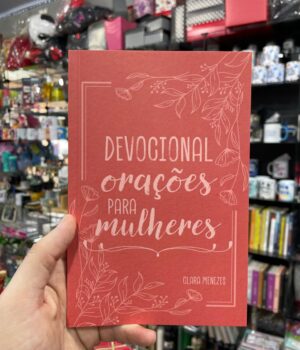 DEVOCIONAL
orações
PARA
mulheres
CLARA MENEZES